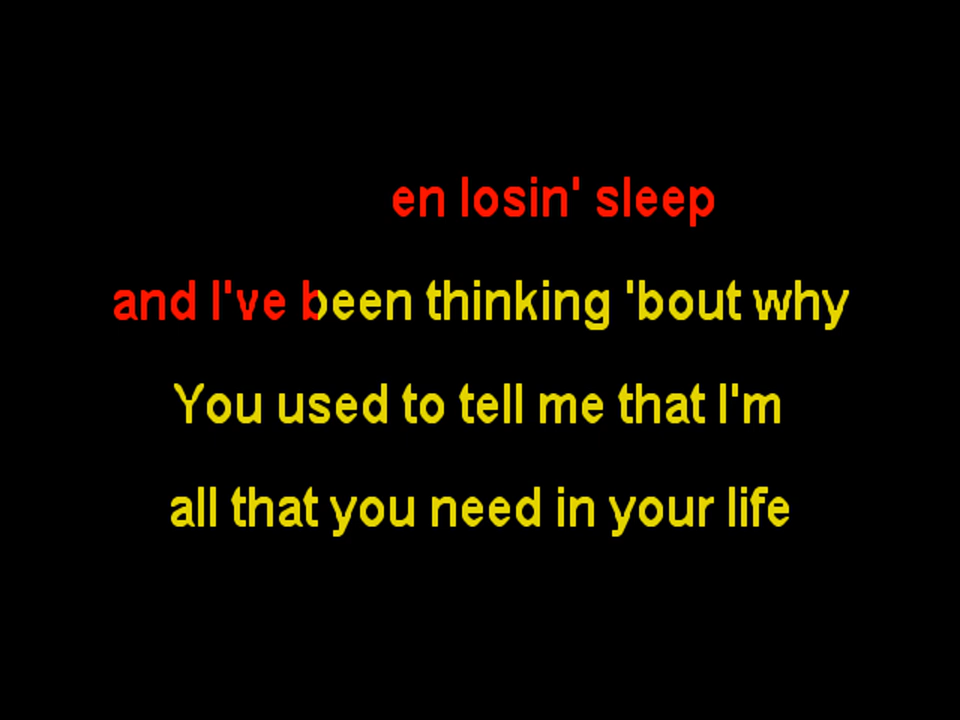 en losin' sleep
and I've been thinking 'bout why
You used to tell me that I'm
all that you need in your life